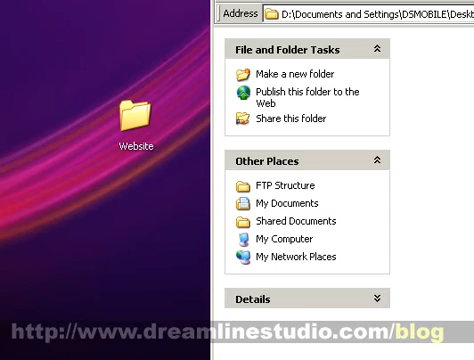 Address D:\Documents and Settings\DSMOBILE\Deskt
File and Folder Tasks
Make a new folder
Publish this folder to the
Web
Share this folder
Website
Other Places
FTP Structure
My Documents
Shared Documents
My Computer
My Network Places
Details
http://www.dreamlinestudio.com/blog